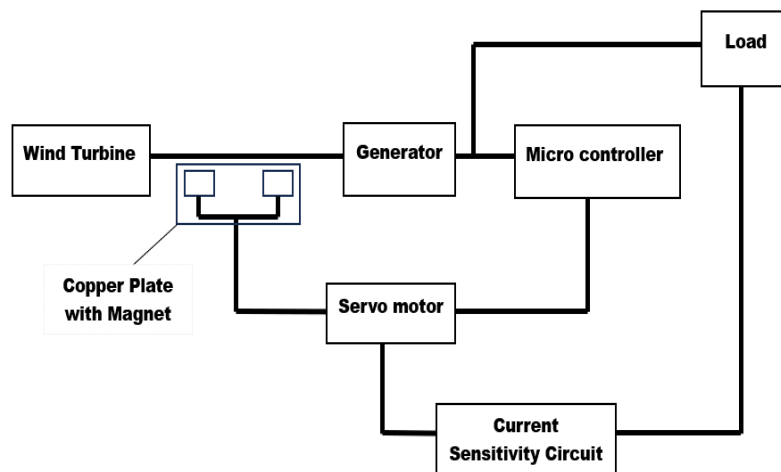 Load
Wind Turbine
Generator
Micro controller
Copper Plate
with Magnet
Servo motor
Current
Sensitivity Circuit